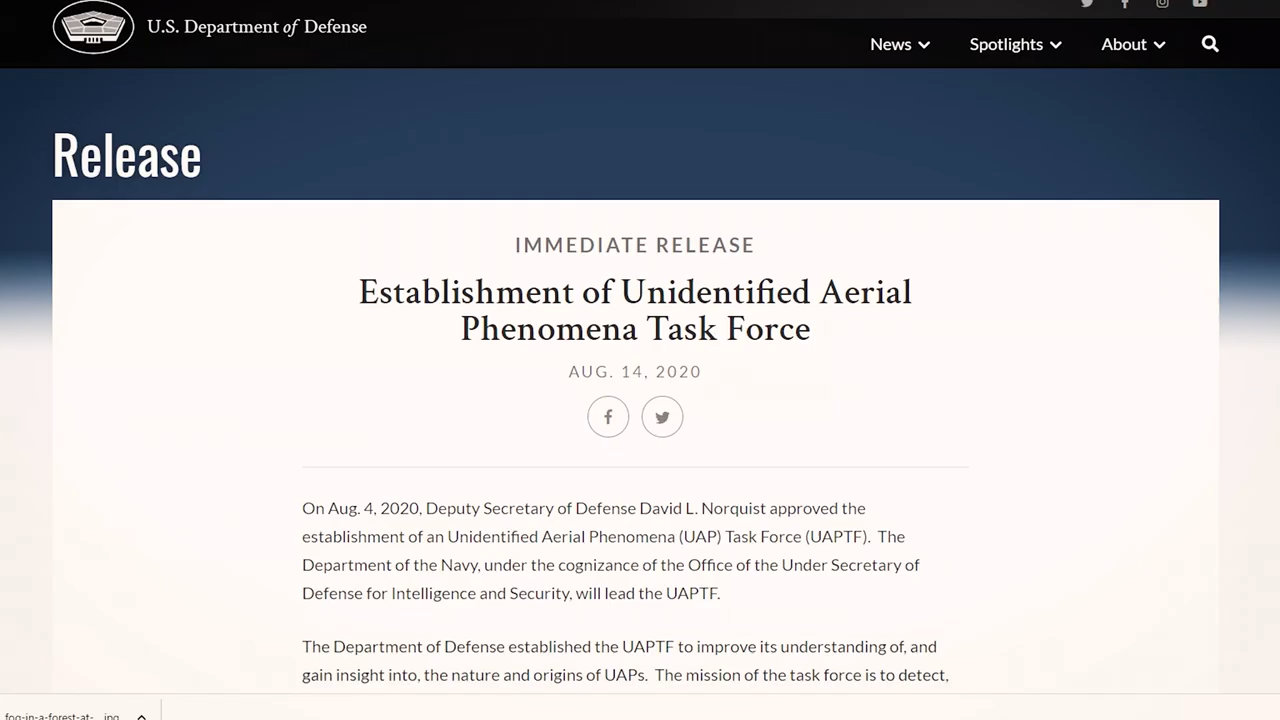 U.S. Department of Defense
News
Spotlights
About
Release
IMMEDIATE RELEASE
Establishment of Unidentified Aerial
Phenomena Task Force
AUG. 14, 2020
On Aug. 4, 2020, Deputy Secretary of Defense David L. Norquist approved the
establishment of an Unidentified Aerial Phenomena (UAP) Task Force (UAPTF). The
Department of the Navy, under the cognizance of the Office of the Under Secretary of
Defense for Intelligence and Security, will lead the UAPTF.
The Department of Defense established the UAPTF to improve its understanding of, and
gain insight into, the nature and origins of UAPs. The mission of the task force is to detect,
fog-in-a-forest-at-....jpg